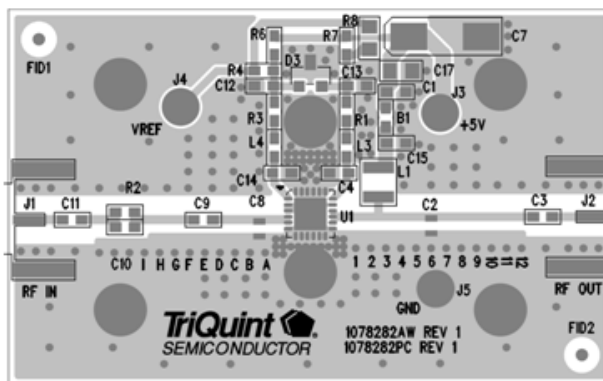 R8
R6
R7
C7
FID1
D3
J4
R4
C13
C17
C12
C1
J3
VREF
R3
R1
B1
+5V
L4
L3
C15
C14
C4
L1
J1
C11
R2
C9
C8
U1
C2
C3
J2
RF IN
C10 I H G F E D C B A
1 2 3 4 5 6 7 8 9 10 11 12
RF OUT
J5
GND
TriQuint
SEMICONDUCTOR
1078282AW REV 1
1078282PC REV 1
FID2